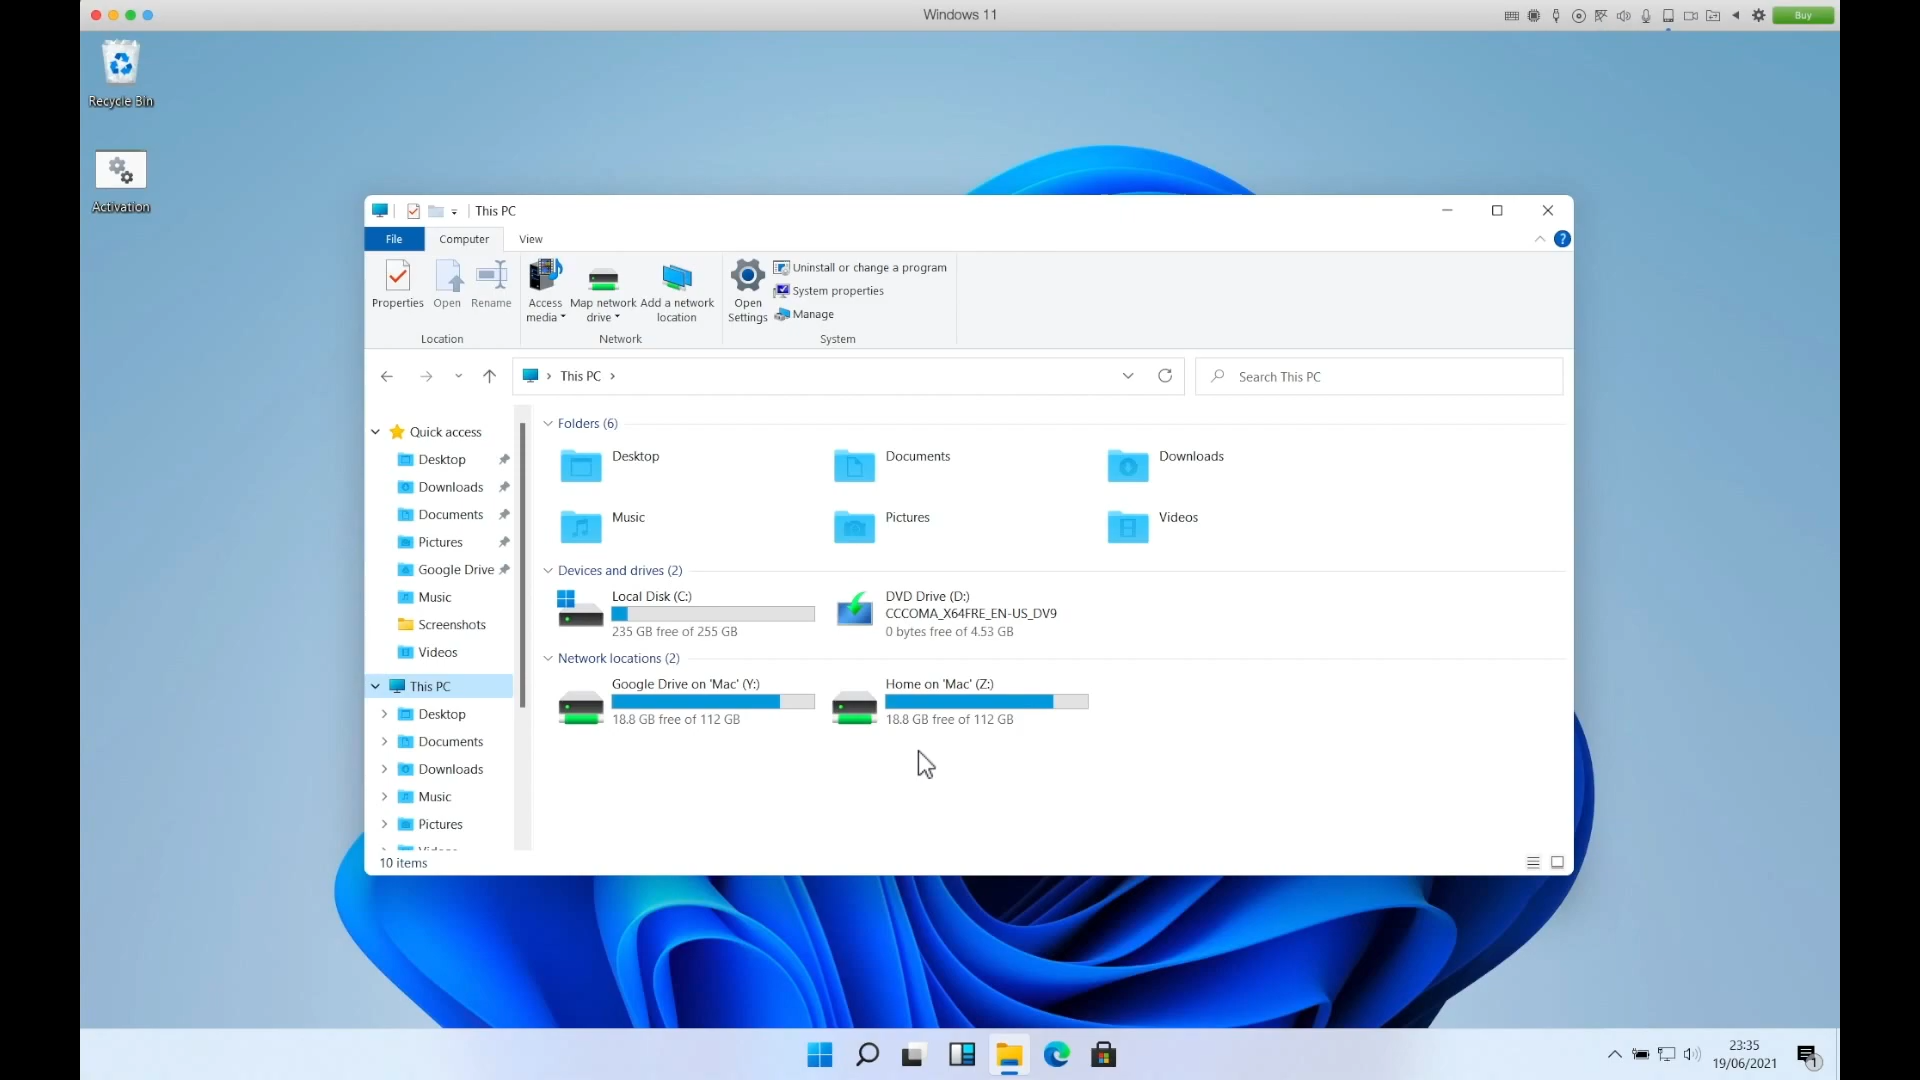 Windows 11
Buy
Recycle Bin
Activation
This PC
File
Computer
View
?
Properties
Open
Rename
Access media
Map network drive
Add a network location
Open Settings
Uninstall or change a program
System properties
Manage
Location
Network
System
This PC
Search This PC
Quick access
Desktop
Downloads
Documents
Pictures
Google Drive
Music
Screenshots
Videos
This PC
Desktop
Documents
Downloads
Music
Pictures
Folders (6)
Desktop
Documents
Downloads
Music
Pictures
Videos
Devices and drives (2)
Local Disk (C:)
235 GB free of 255 GB
DVD Drive (D:)
CCCOMA_X64FRE_EN-US_DV9
0 bytes free of 4.53 GB
Network locations (2)
Google Drive on 'Mac' (Y:)
18.8 GB free of 112 GB
Home on 'Mac' (Z:)
18.8 GB free of 112 GB
10 items
23:35
19/06/2021
1